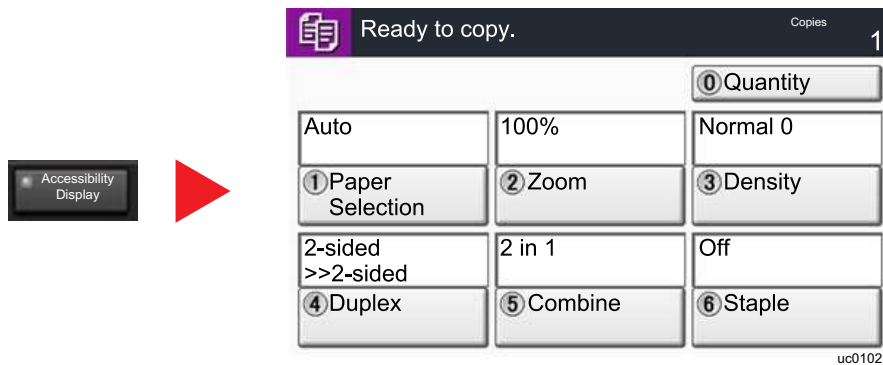 Accessibility
Display
Ready to copy.
Copies
1
0 Quantity
Auto
100%
Normal 0
1 Paper
Selection
2 Zoom
3 Density
2-sided
>>2-sided
2 in 1
Off
4 Duplex
5 Combine
6 Staple
uc0102